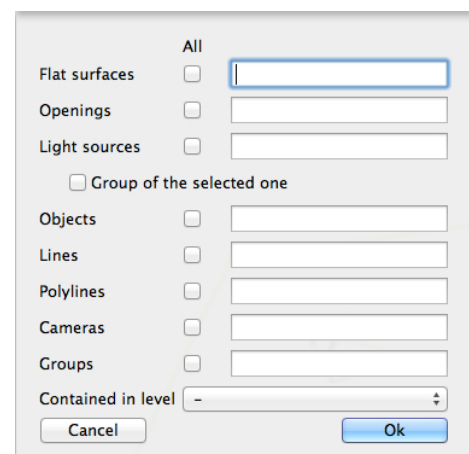 All
Flat surfaces
Openings
Light sources
Group of the selected one
Objects
Lines
Polylines
Cameras
Groups
Contained in level –
Cancel Ok